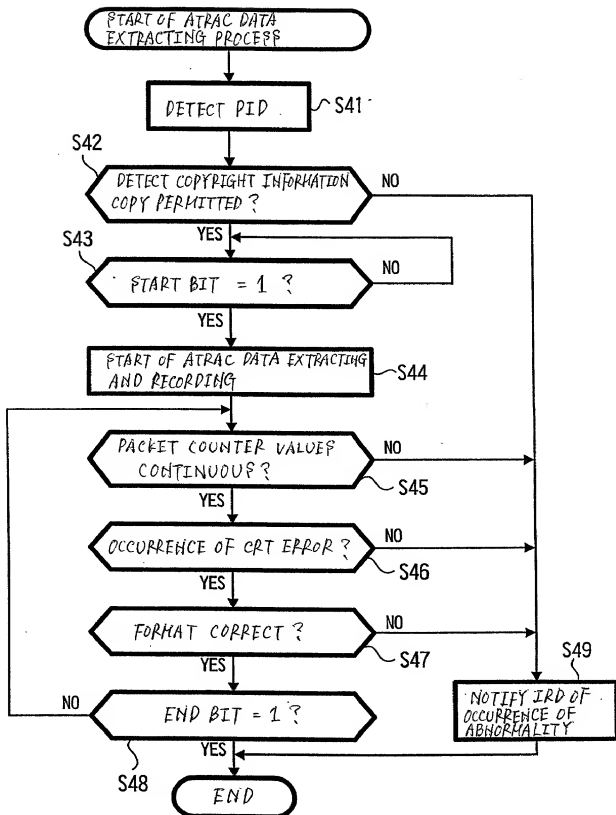 START OF ATRAC DATA
EXTRACTING PROCESS
DETECT PID
S41
S42
DETECT COPYRIGHT INFORMATION
COPY PERMITTED?
NO
YES
S43
START BIT = 1 ?
NO
YES
START OF ATRAC DATA EXTRACTING
AND RECORDING
S44
PACKET COUNTER VALUES
CONTINUOUS?
NO
S45
YES
OCCURRENCE OF CRT ERROR?
NO
S46
YES
FORMAT CORRECT?
NO
S47
YES
S49
NOTIFY IRD OF
OCCURRENCE OF
ABNORMALITY
NO
END BIT = 1 ?
S48
YES
END